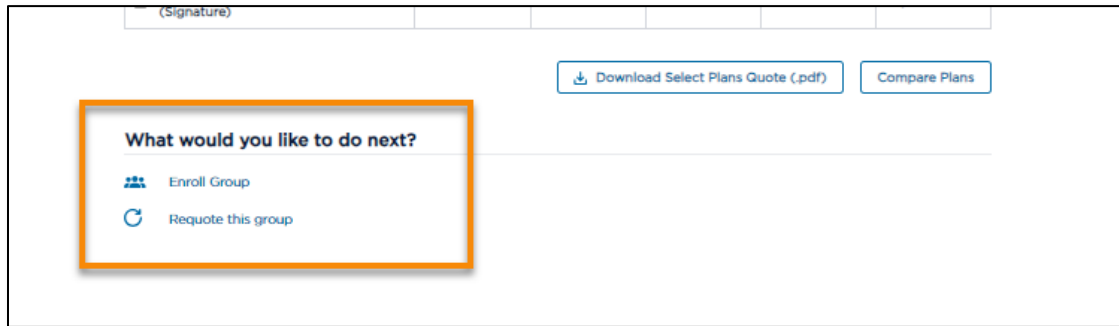 (Signature)
Download Select Plans Quote (.pdf)
Compare Plans
What would you like to do next?
Enroll Group
Requote this group